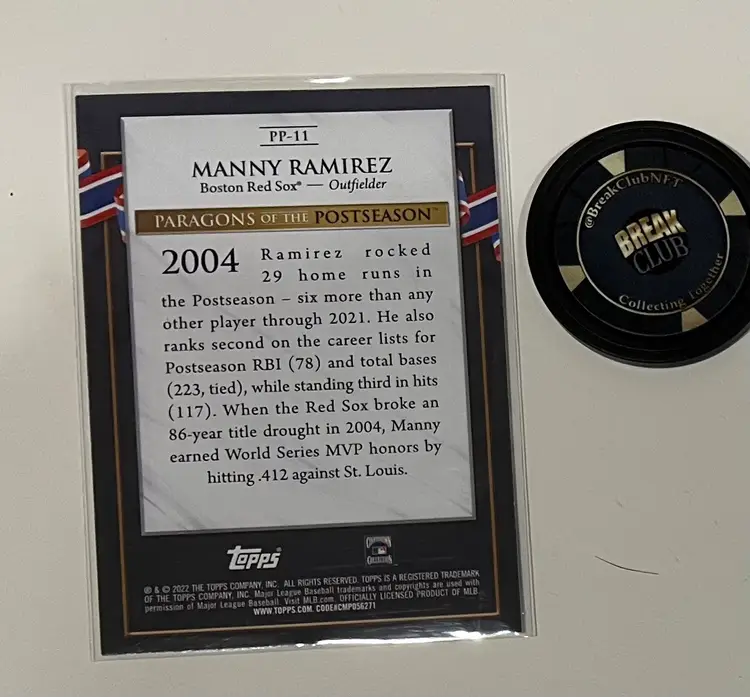 PP-11
MANNY RAMIREZ
Boston Red Sox® — Outfielder
PARAGONS OF THE POSTSEASON™
2004 Ramirez rocked
29 home runs in
the Postseason – six more than any
other player through 2021. He also
ranks second on the career lists for
Postseason RBI (78) and total bases
(223, tied), while standing third in hits
(117). When the Red Sox broke an
86-year title drought in 2004, Manny
earned World Series MVP honors by
hitting .412 against St. Louis.
topps®
® & © 2022 THE TOPPS COMPANY, INC. ALL RIGHTS RESERVED. TOPPS IS A REGISTERED TRADEMARK
OF THE TOPPS COMPANY, INC. Major League Baseball trademarks and copyrights are used with
permission of Major League Baseball. Visit MLB.com. OFFICIALLY LICENSED PRODUCT OF MLB.
WWW.TOPPS.COM. CODE#CMP056271
@BreakClubNFT
BREAK
CLUB
Collecting Together